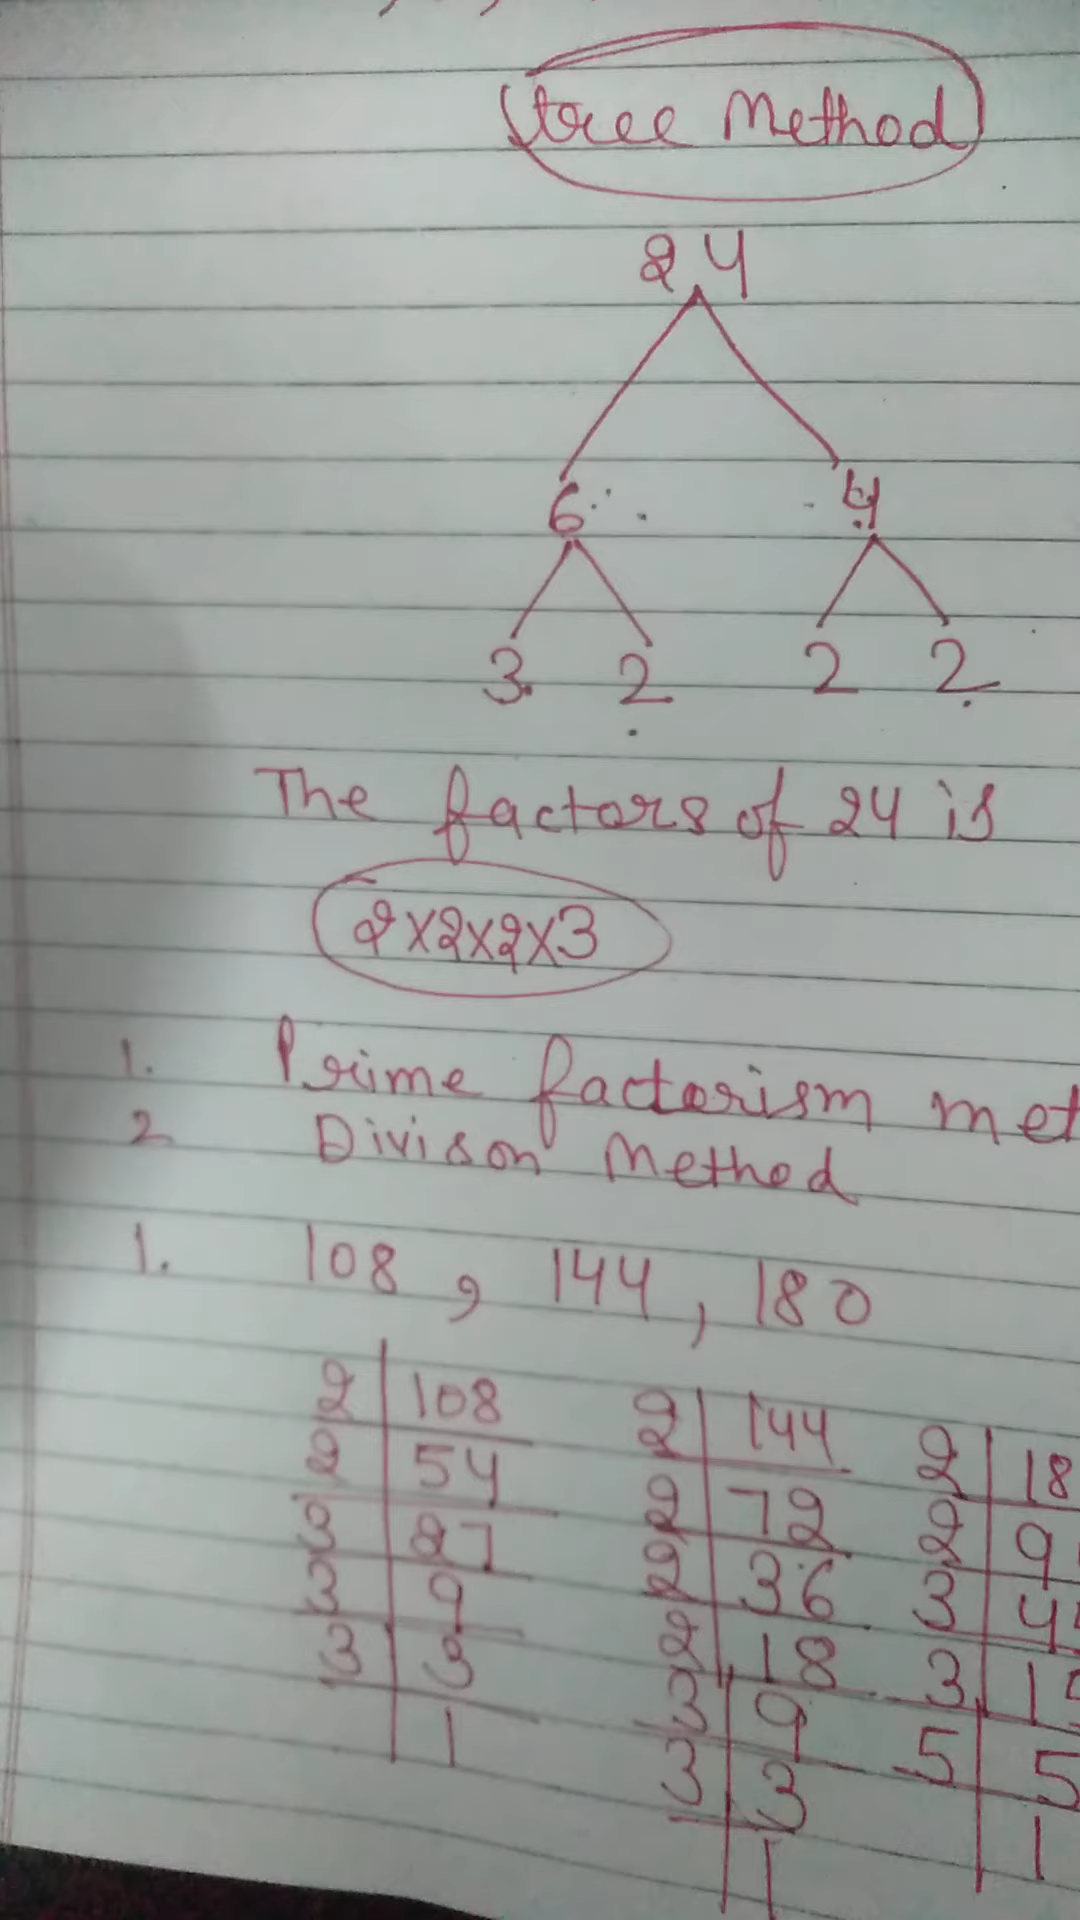 tree Method
24
6 4
3 2 2 2
The factors of 24 is
2×2×2×3
1. Prime factorism met
2 Divison Method
1. 108, 144, 180
2 108 2 144 2 18
2 54 2 72 2 9
3 27 2 36 3 45
3 9 2 18 3 15
3 3 3 9 5 5
1 3 3 1
1